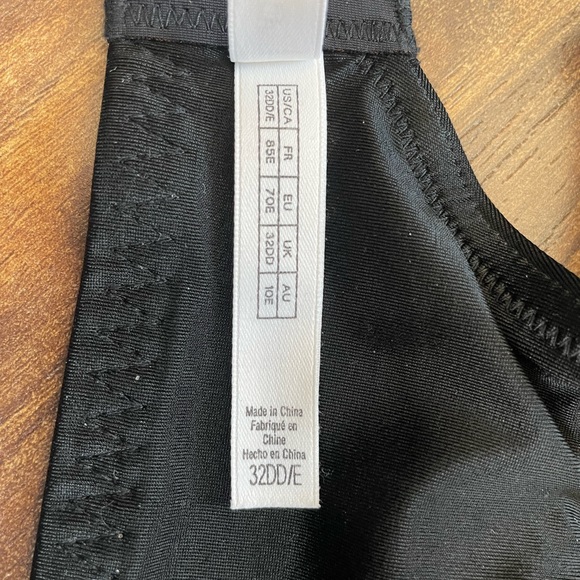 US/CA FR EU UK AU
32DD/E 85E 70E 32DD 10E
Made in China
Fabriqué en
Chine
Hecho en China
32DD/E